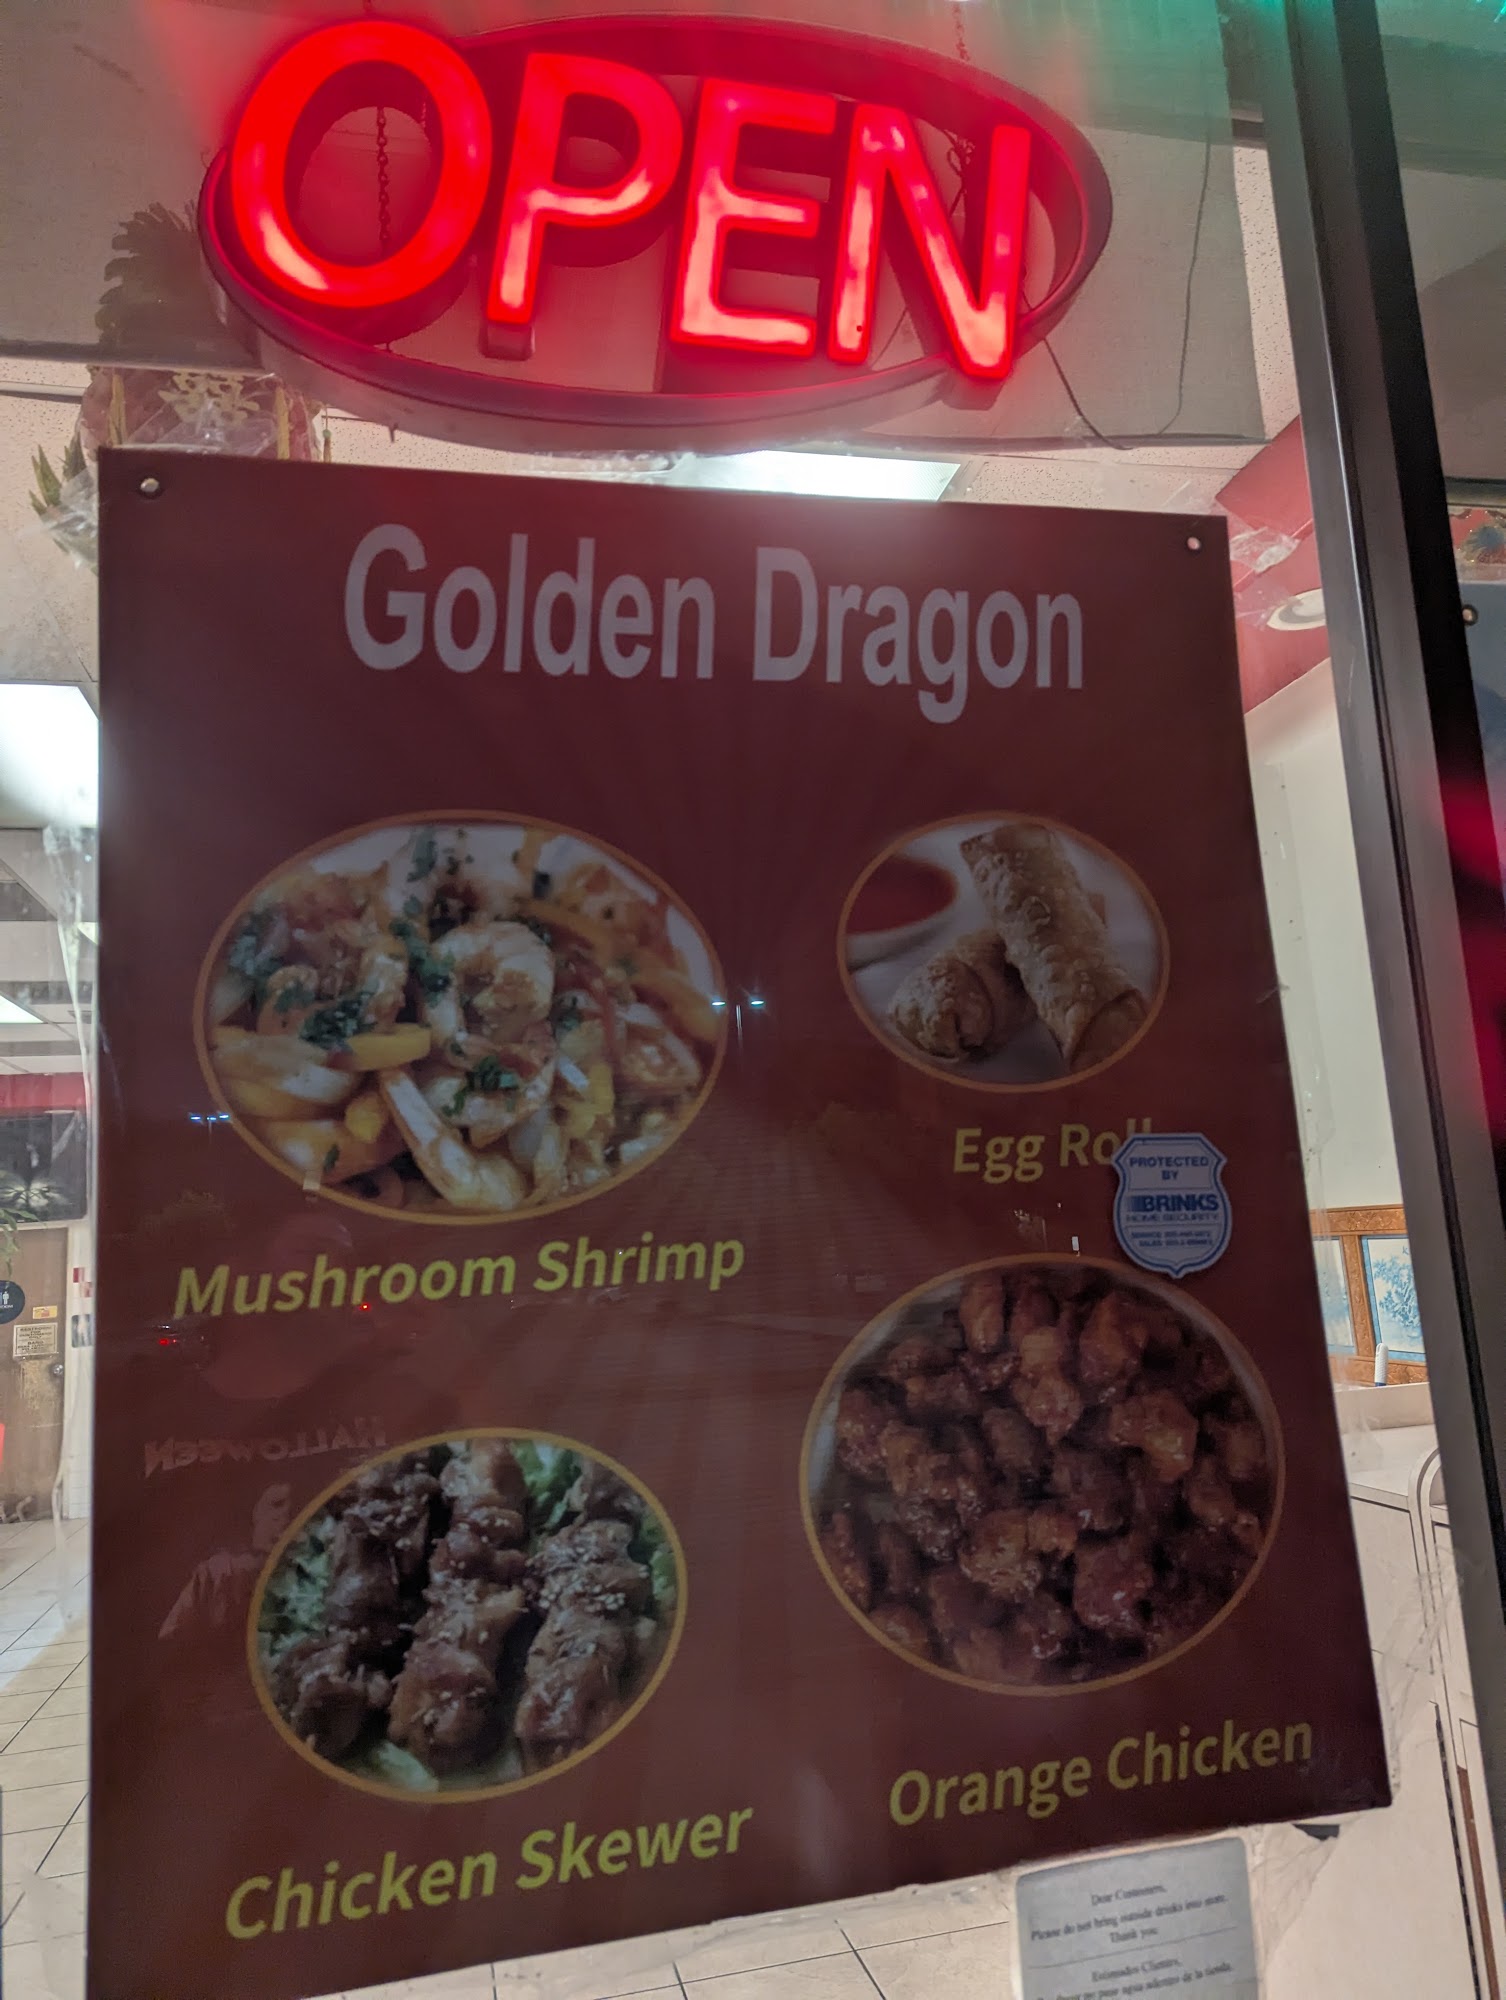 OPEN
Golden Dragon
Egg Roll
PROTECTED
BY
BRINKS
HOME SECURITY
Mushroom Shrimp
HALLOWEEN
Orange Chicken
Chicken Skewer
Dear Customers,
Please do not bring outside drinks into store.
Thank you
Estimados Clientes,